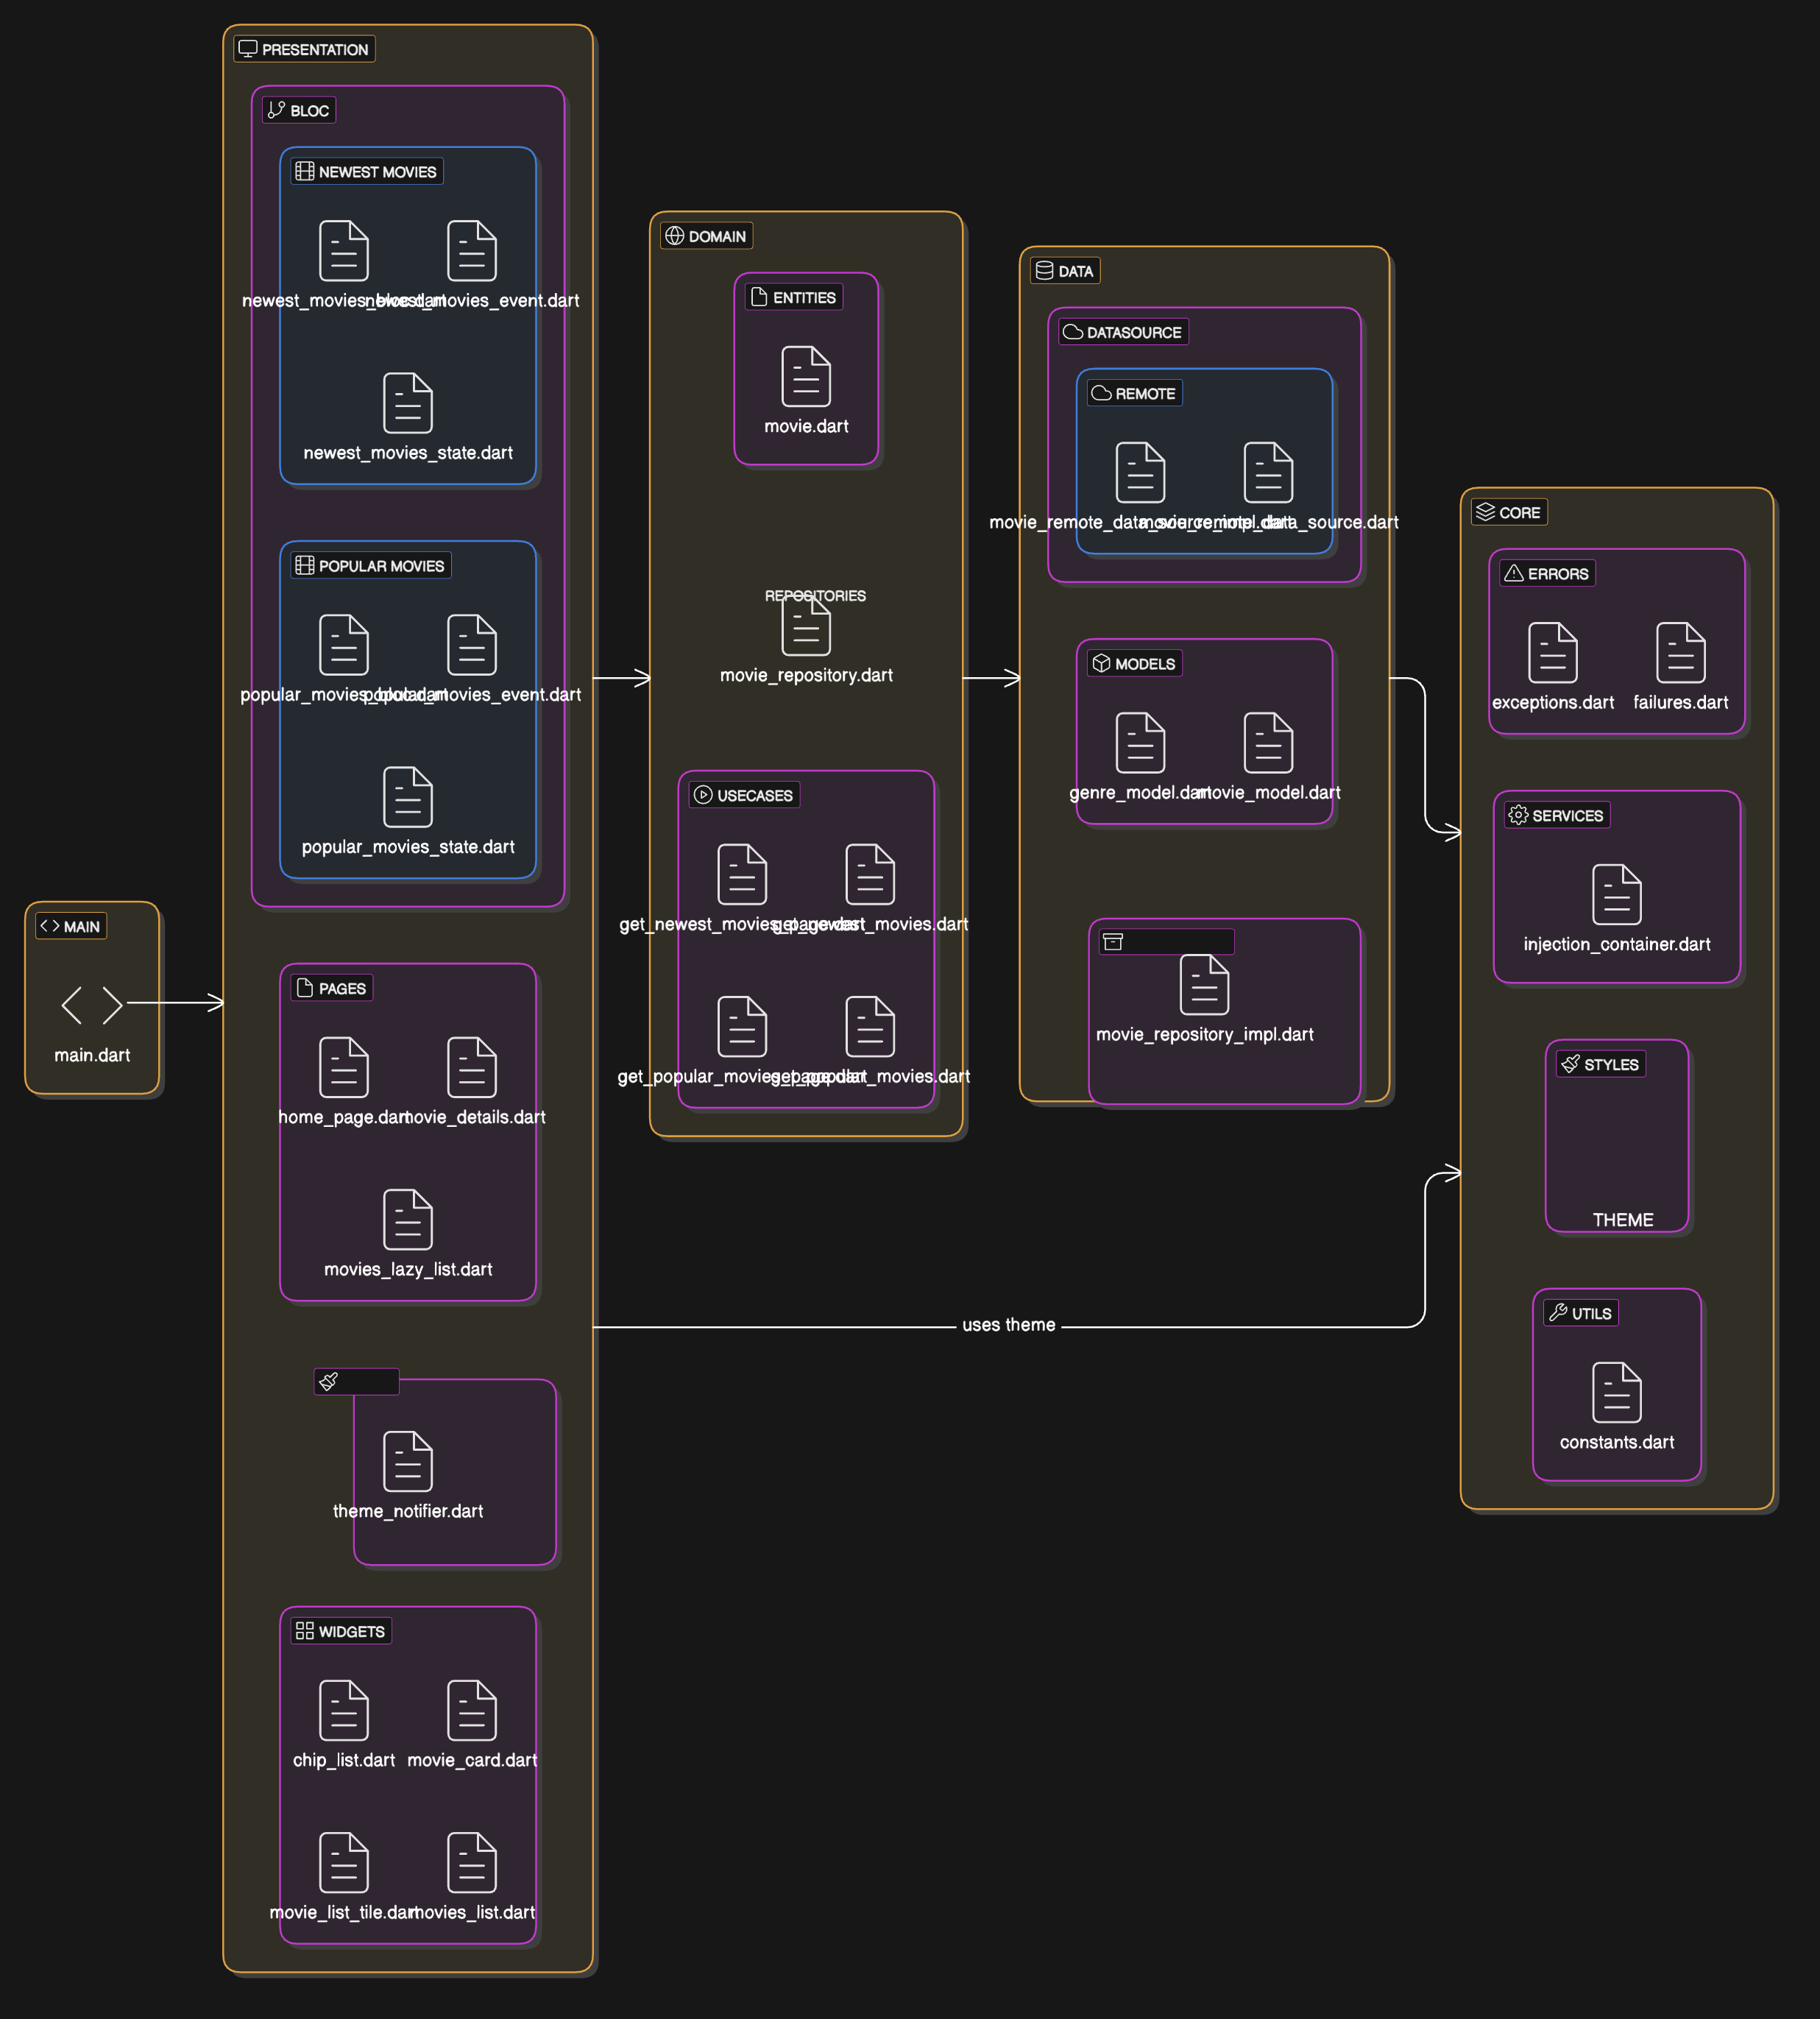 PRESENTATION
BLOC
NEWEST MOVIES
newest_movies_bloc.dart
newest_movies_event.dart
newest_movies_state.dart
POPULAR MOVIES
popular_movies_bloc.dart
popular_movies_event.dart
popular_movies_state.dart
MAIN
main.dart
PAGES
home_page.dart
movie_details.dart
movies_lazy_list.dart
theme_notifier.dart
WIDGETS
chip_list.dart
movie_card.dart
movie_list_tile.dart
movies_list.dart
DOMAIN
ENTITIES
movie.dart
REPOSITORIES
movie_repository.dart
USECASES
get_newest_movies_page.dart
get_newest_movies.dart
get_popular_movies_page.dart
get_popular_movies.dart
DATA
DATASOURCE
REMOTE
movie_remote_data_source_impl.dart
movie_remote_data_source.dart
MODELS
genre_model.dart
movie_model.dart
movie_repository_impl.dart
uses theme
CORE
ERRORS
exceptions.dart
failures.dart
SERVICES
injection_container.dart
STYLES
THEME
UTILS
constants.dart